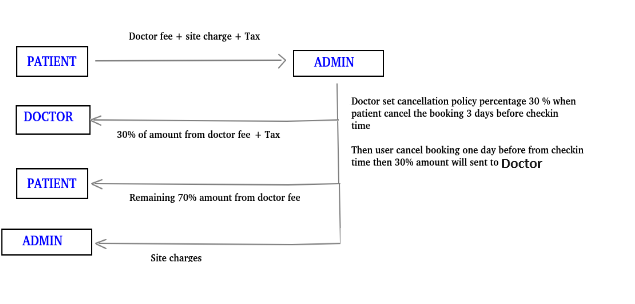 Doctor fee + site charge + Tax
PATIENT
ADMIN
Doctor set cancellation policy percentage 30 % when
patient cancel the booking 3 days before checkin
time
DOCTOR
30% of amount from doctor fee + Tax
Then user cancel booking one day before from checkin
time then 30% amount will sent to Doctor
PATIENT
Remaining 70% amount from doctor fee
ADMIN
Site charges